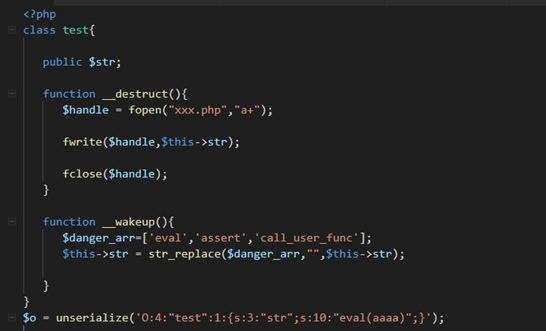 <?php
class test{
public $str;
function __destruct(){
$handle = fopen("xxx.php","a+");
fwrite($handle,$this->str);
fclose($handle);
}
function __wakeup(){
$danger_arr=['eval','assert','call_user_func'];
$this->str = str_replace($danger_arr,"",$this->str);
}
}
$o = unserialize('O:4:"test":1:{s:3:"str";s:10:"eval(aaaa)";}');